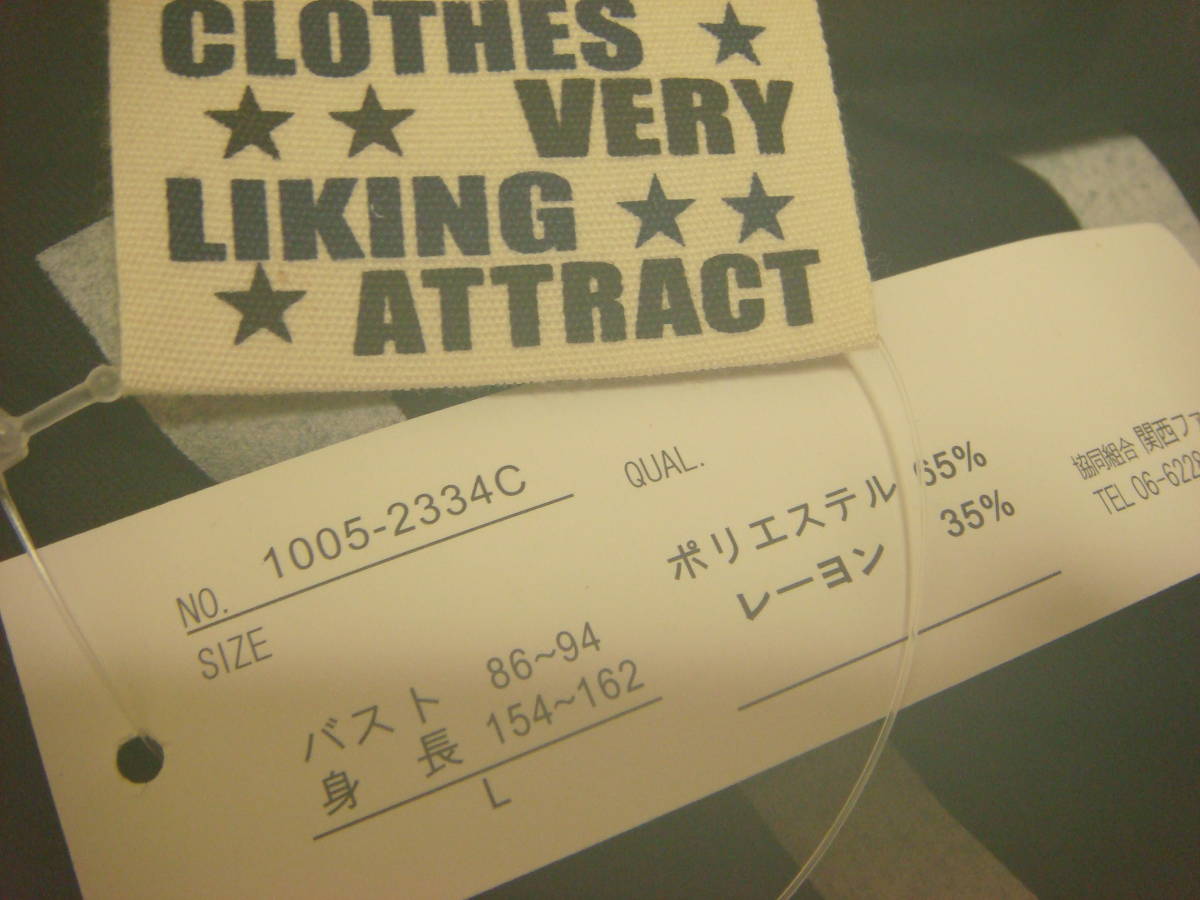 CLOTHES ★
★ ★ VERY
LIKING ★ ★
★ ATTRACT
NO. 1005-2334C
SIZE
バスト 86~94
身 長 154~162
L
QUAL.
ポリエステル 65%
レーヨン 35%
協同組合 関西ファ
TEL 06-6228